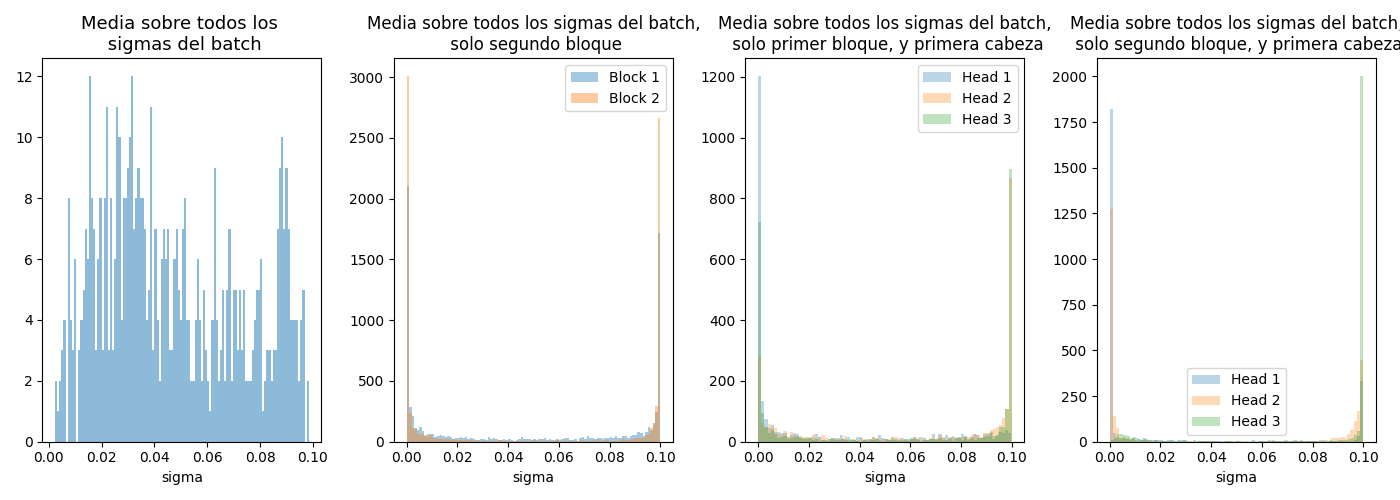 Media sobre todos los
sigmas del batch
12
10
8
6
4
2
0
0.00 0.02 0.04 0.06 0.08 0.10
sigma
Media sobre todos los sigmas del batch,
solo segundo bloque
Block 1
Block 2
3000
2500
2000
1500
1000
500
0
0.00 0.02 0.04 0.06 0.08 0.10
sigma
Media sobre todos los sigmas del batch,
solo primer bloque, y primera cabeza
Head 1
Head 2
Head 3
1200
1000
800
600
400
200
0
0.00 0.02 0.04 0.06 0.08 0.10
sigma
Media sobre todos los sigmas del batch,
solo segundo bloque, y primera cabeza
2000
1750
1500
1250
1000
750
500
250
0
Head 1
Head 2
Head 3
0.00 0.02 0.04 0.06 0.08 0.10
sigma